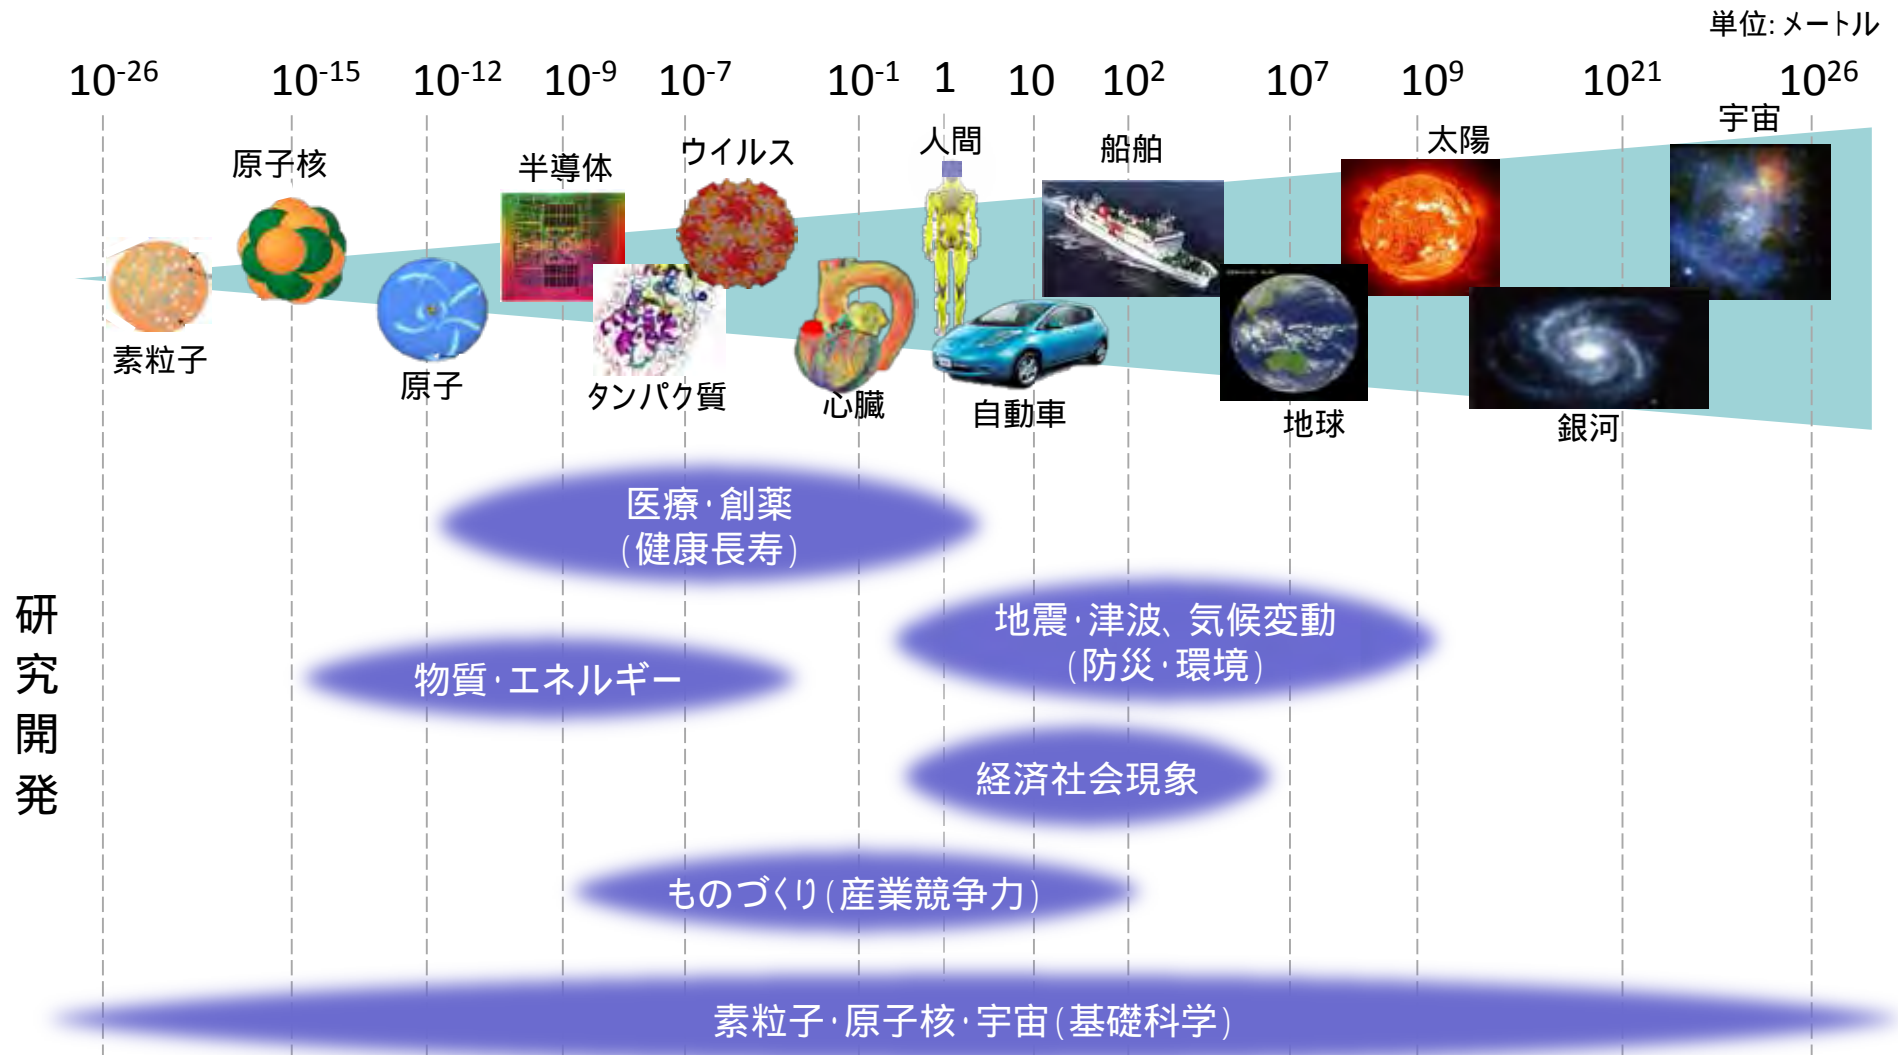 単位: メートル
10-26 10-15 10-12 10-9 10-7 10-1 1 10 102 107 109 1021 1026
宇宙
人間
太陽
船舶
ウイルス
原子核
半導体
素粒子
原子
タンパク質
心臓
自動車
地球
銀河
医療・創薬
(健康長寿)
研究開発
地震・津波、気候変動
(防災・環境)
物質・エネルギー
経済社会現象
ものづくり(産業競争力)
素粒子・原子核・宇宙(基礎科学)